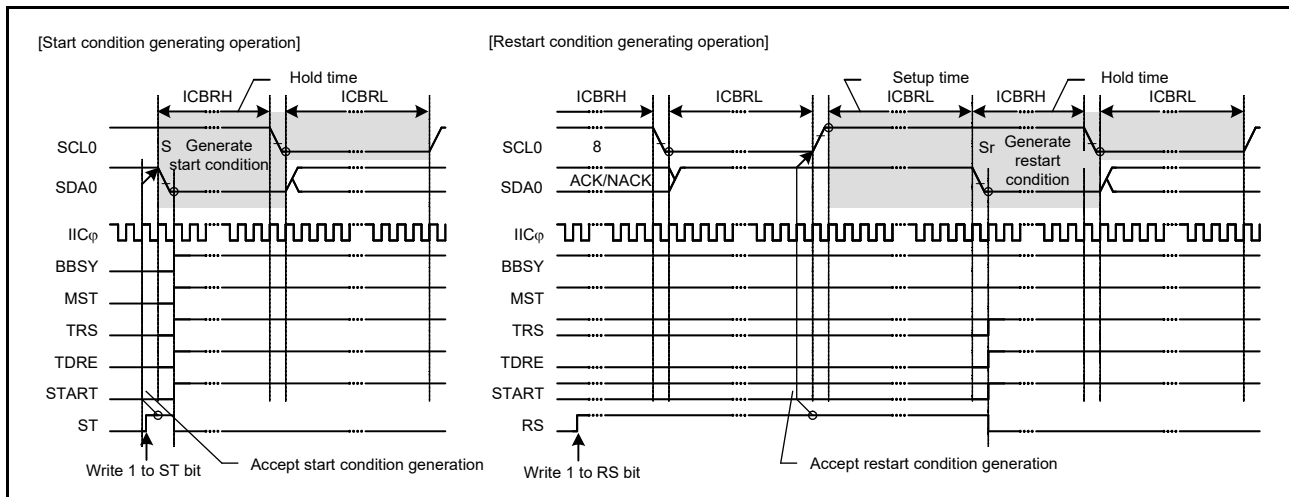 [Start condition generating operation]
Hold time
ICBRH
ICBRL
SCL0
S
Generate
start condition
SDA0
IICφ
BBSY
MST
TRS
TDRE
START
ST
Write 1 to ST bit
Accept start condition generation
[Restart condition generating operation]
Setup time
Hold time
ICBRH
ICBRL
ICBRL
ICBRH
ICBRL
SCL0
8
Sr
Generate
restart
condition
SDA0
ACK/NACK
IICφ
BBSY
MST
TRS
TDRE
START
RS
Write 1 to RS bit
Accept restart condition generation